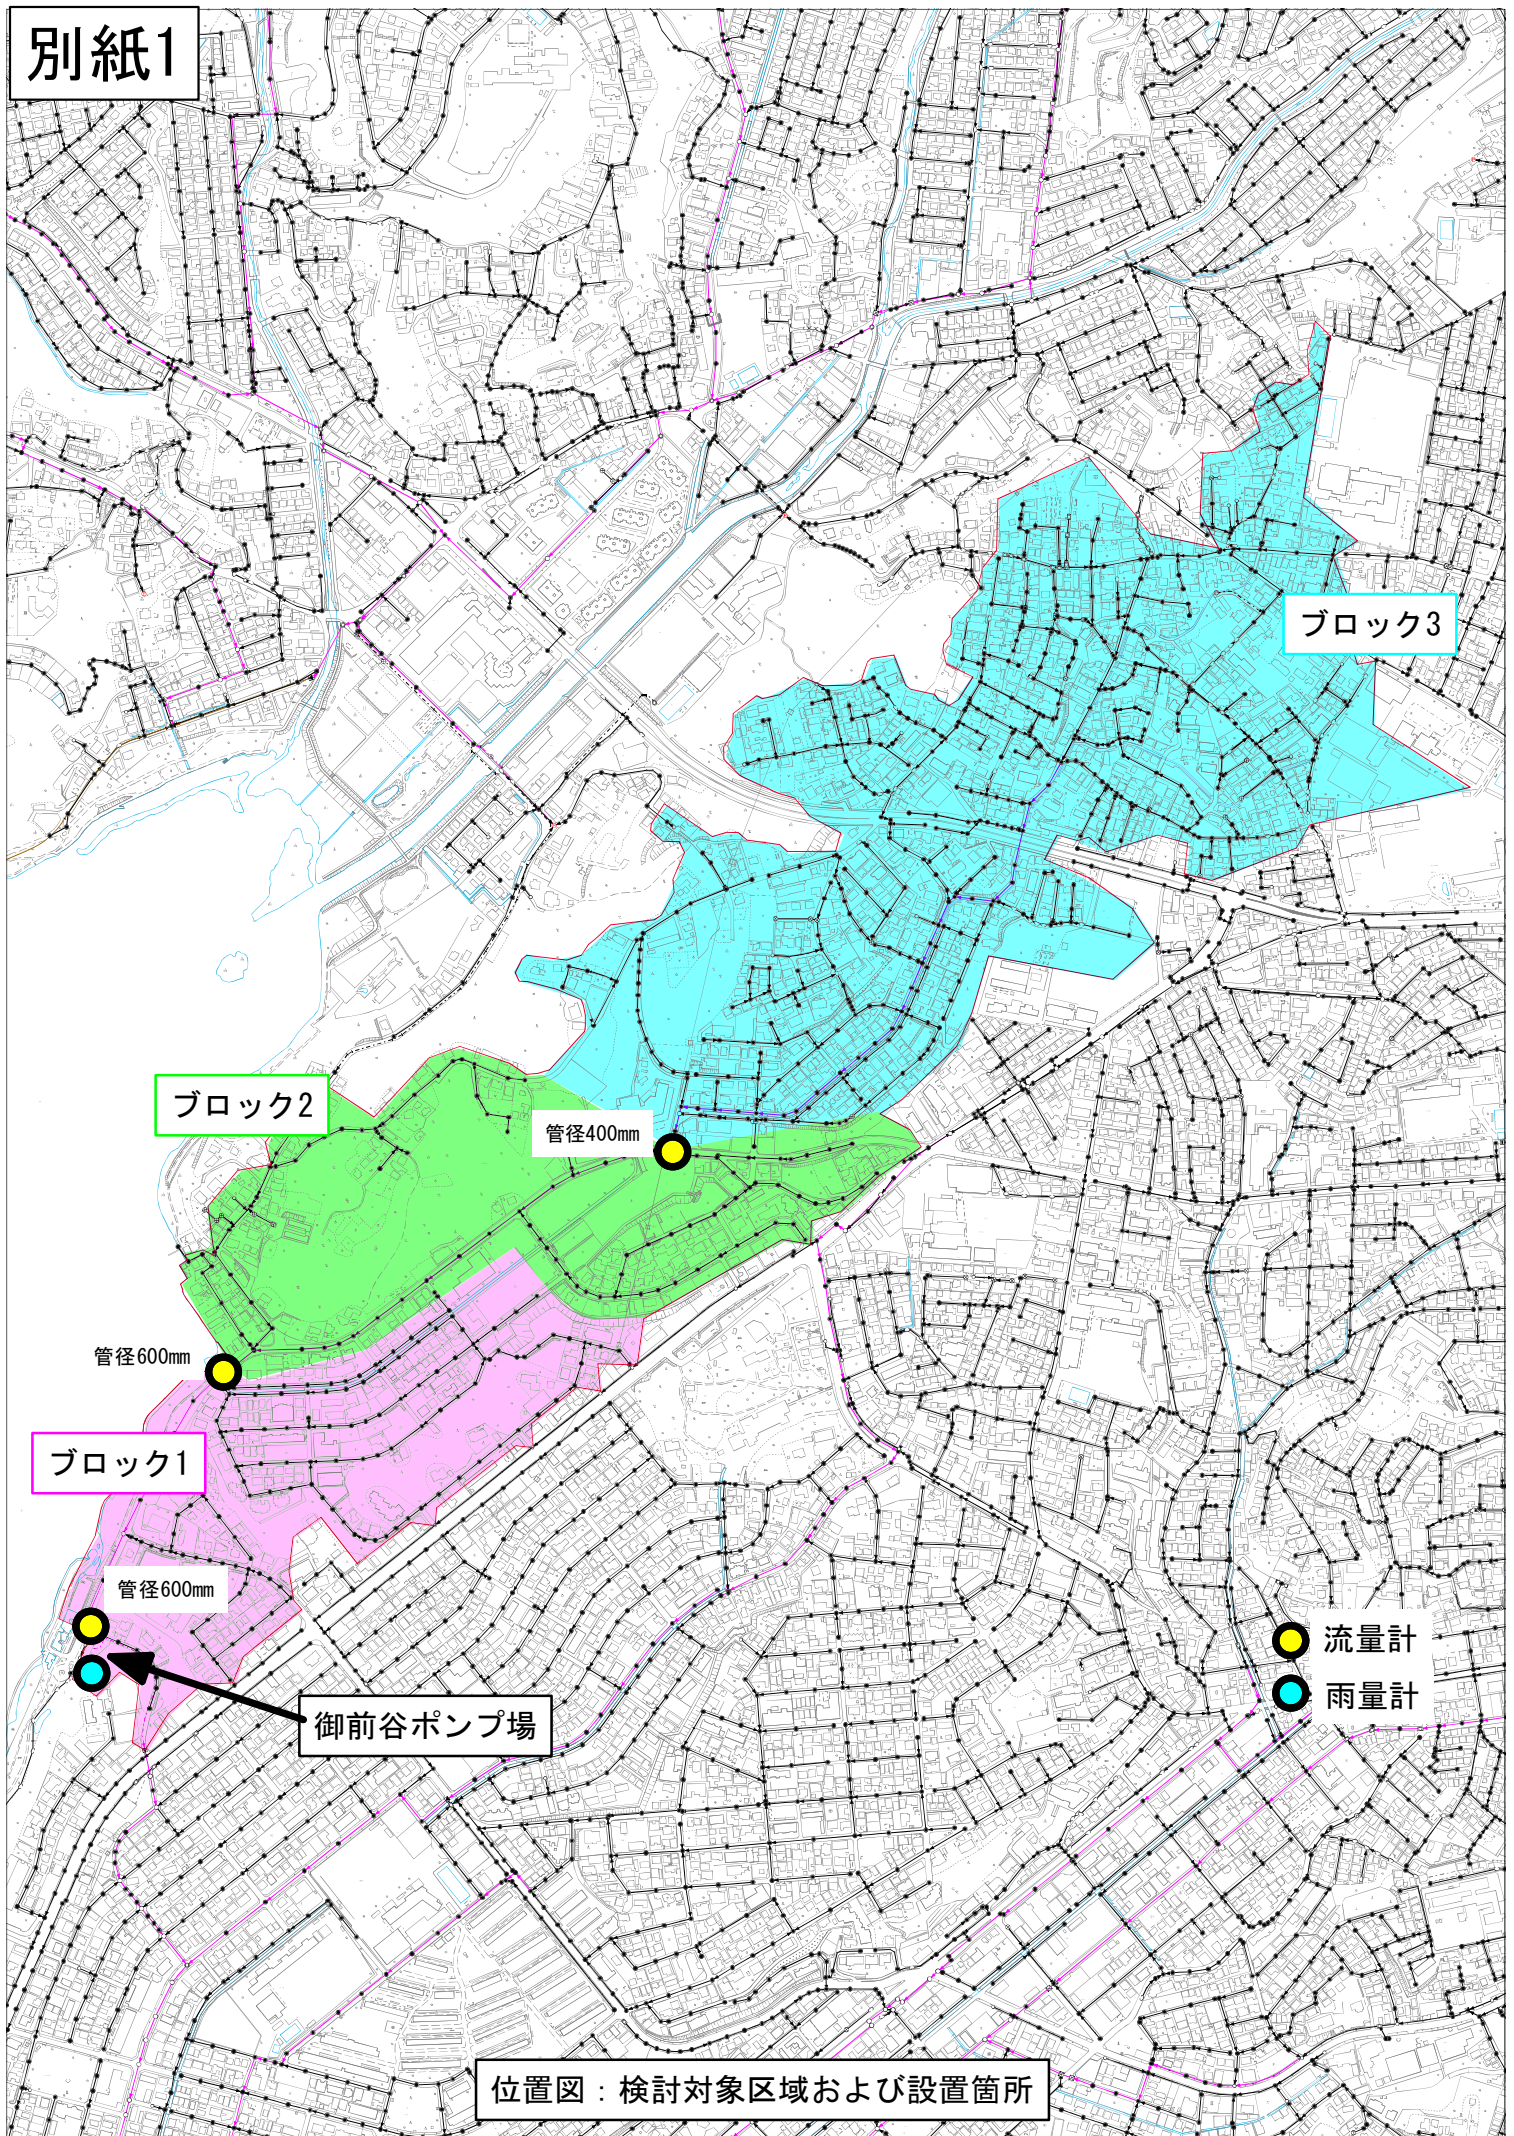 別紙1
ブロック3
ブロック2
管径400mm
管径600mm
ブロック1
管径600mm
流量計
雨量計
御前谷ポンプ場
位置図：検討対象区域および設置箇所